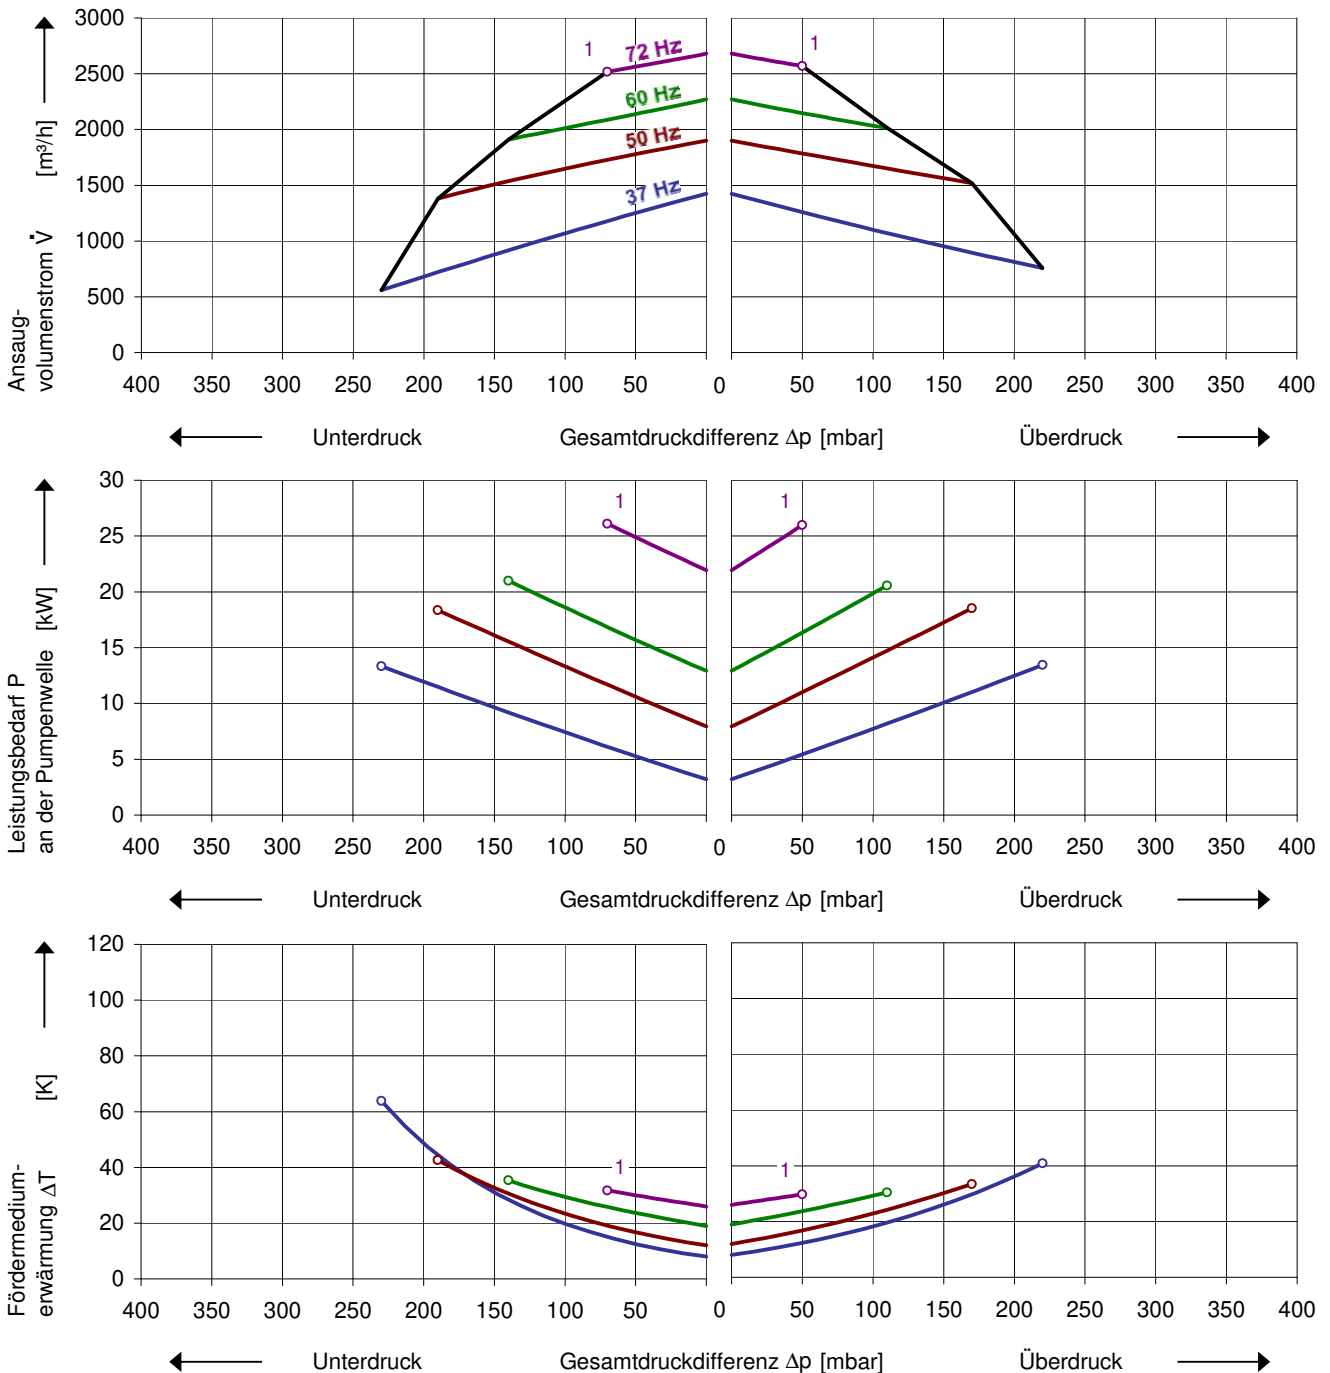 3000
2500
2000
1500
1000
500
0
Ansaug-
volumenstrom V̇ [m³/h]
1
72 Hz
60 Hz
50 Hz
37 Hz
1
400 350 300 250 200 150 100 50 0 50 100 150 200 250 300 350 400
Unterdruck Gesamtdruckdifferenz Δp [mbar] Überdruck
30
25
20
15
10
5
0
Leistungsbedarf P
an der Pumpenwelle [kW]
1
1
400 350 300 250 200 150 100 50 0 50 100 150 200 250 300 350 400
Unterdruck Gesamtdruckdifferenz Δp [mbar] Überdruck
120
100
80
60
40
20
0
Fördermedium-
erwärmung ΔT [K]
1
1
400 350 300 250 200 150 100 50 0 50 100 150 200 250 300 350 400
Unterdruck Gesamtdruckdifferenz Δp [mbar] Überdruck